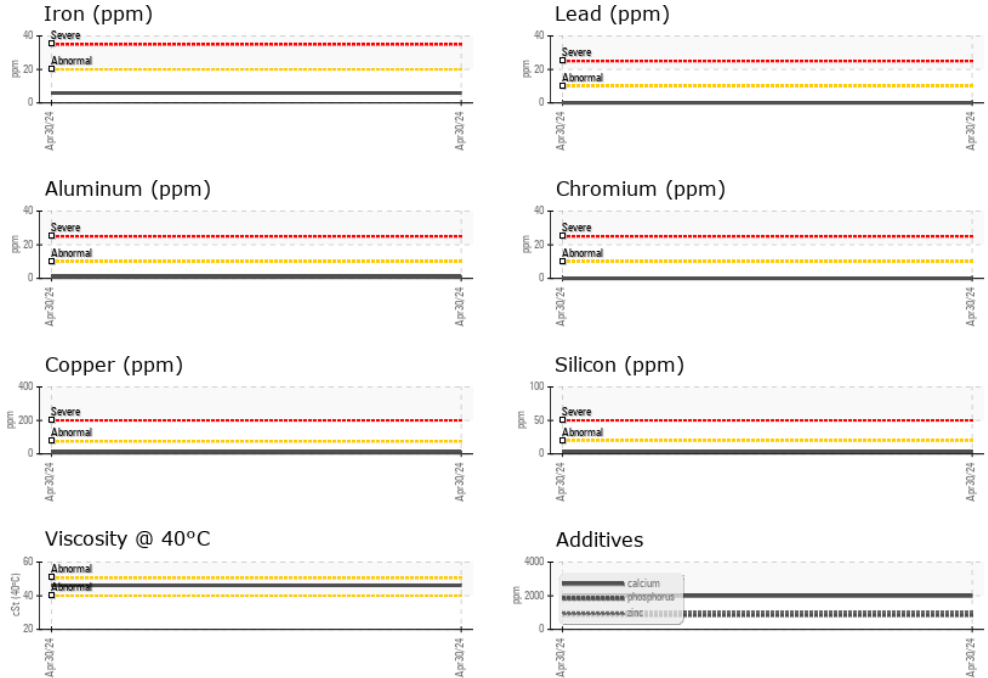 Iron (ppm)
40
Severe
Abnormal
20
0
ppm
Apr30/24
Apr30/24
Lead (ppm)
40
Severe
20
Abnormal
0
ppm
Apr30/24
Apr30/24
Aluminum (ppm)
40
Severe
20
Abnormal
0
ppm
Apr30/24
Apr30/24
Chromium (ppm)
40
Severe
20
Abnormal
0
ppm
Apr30/24
Apr30/24
Copper (ppm)
400
Severe
200
Abnormal
0
ppm
Apr30/24
Apr30/24
Silicon (ppm)
100
Severe
50
Abnormal
0
ppm
Apr30/24
Apr30/24
Viscosity @ 40°C
60
Abnormal
Abnormal
40
20
cSt (40°C)
Apr30/24
Apr30/24
Additives
4000
calcium
2000
phosphorus
zinc
0
ppm
Apr30/24
Apr30/24